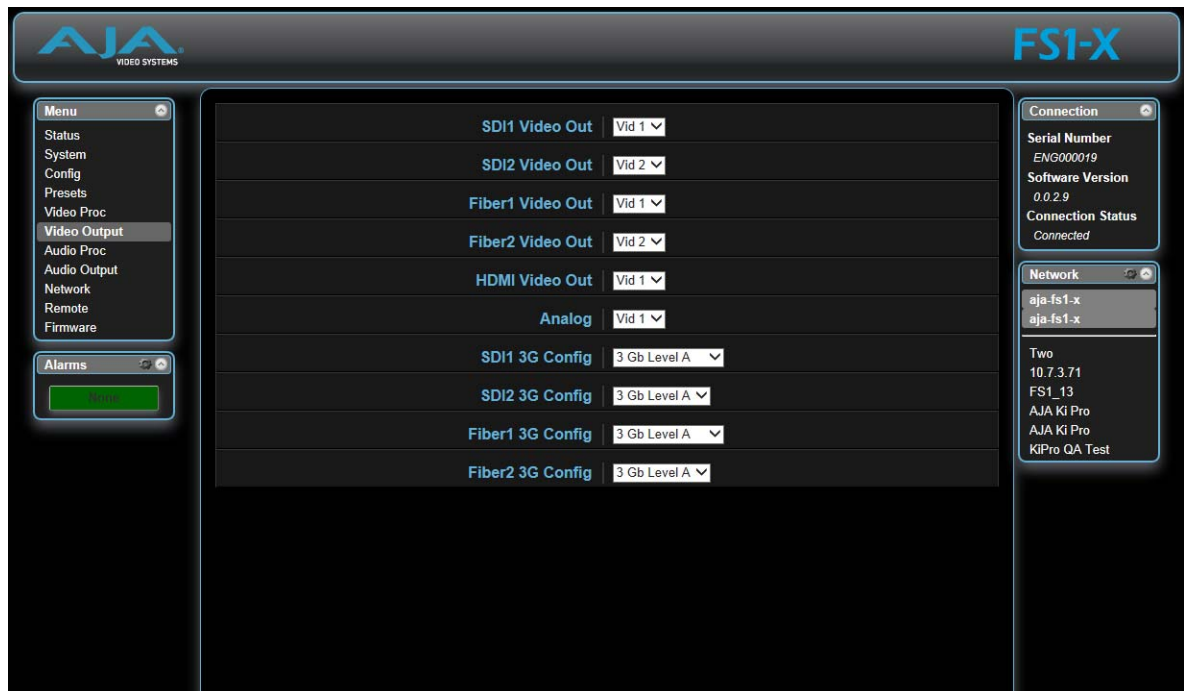 AJA
VIDEO SYSTEMS
FS1-X
Menu
Status
System
Config
Presets
Video Proc
Video Output
Audio Proc
Audio Output
Network
Remote
Firmware
Alarms
None
SDI1 Video Out Vid 1
SDI2 Video Out Vid 2
Fiber1 Video Out Vid 1
Fiber2 Video Out Vid 2
HDMI Video Out Vid 1
Analog Vid 1
SDI1 3G Config 3 Gb Level A
SDI2 3G Config 3 Gb Level A
Fiber1 3G Config 3 Gb Level A
Fiber2 3G Config 3 Gb Level A
Connection
Serial Number
ENG000019
Software Version
0.0.2.9
Connection Status
Connected
Network
aja-fs1-x
aja-fs1-x
Two
10.7.3.71
FS1_13
AJA Ki Pro
AJA Ki Pro
KiPro QA Test